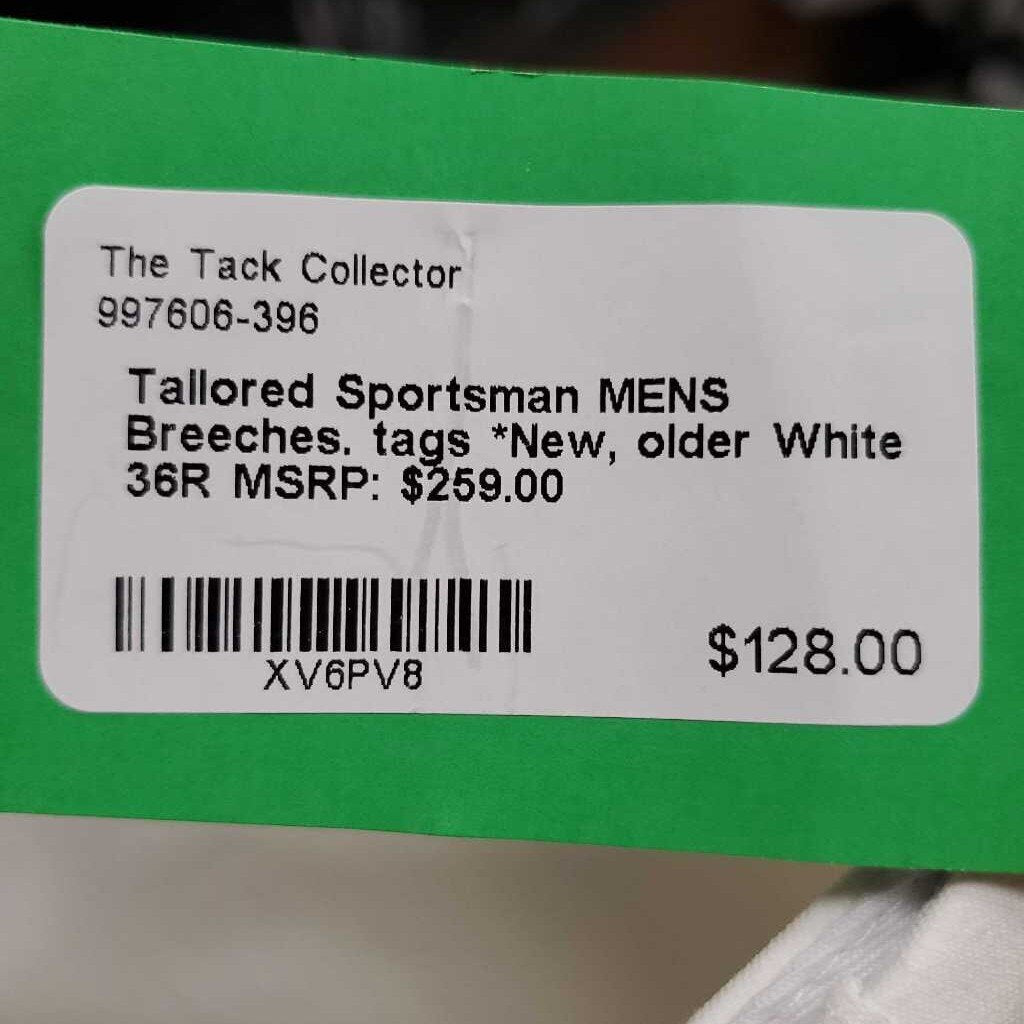 The Tack Collector
997606-396
Tailored Sportsman MENS
Breeches. tags *New, older White
36R MSRP: $259.00
XV6PV8
$128.00